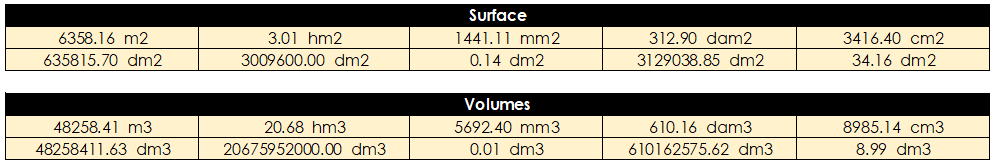 Surface
6358.16 m2 3.01 hm2 1441.11 mm2 312.90 dam2 3416.40 cm2
635815.70 dm2 3009600.00 dm2 0.14 dm2 3129038.85 dm2 34.16 dm2
Volumes
48258.41 m3 20.68 hm3 5692.40 mm3 610.16 dam3 8985.14 cm3
48258411.63 dm3 20675952000.00 dm3 0.01 dm3 610162575.62 dm3 8.99 dm3